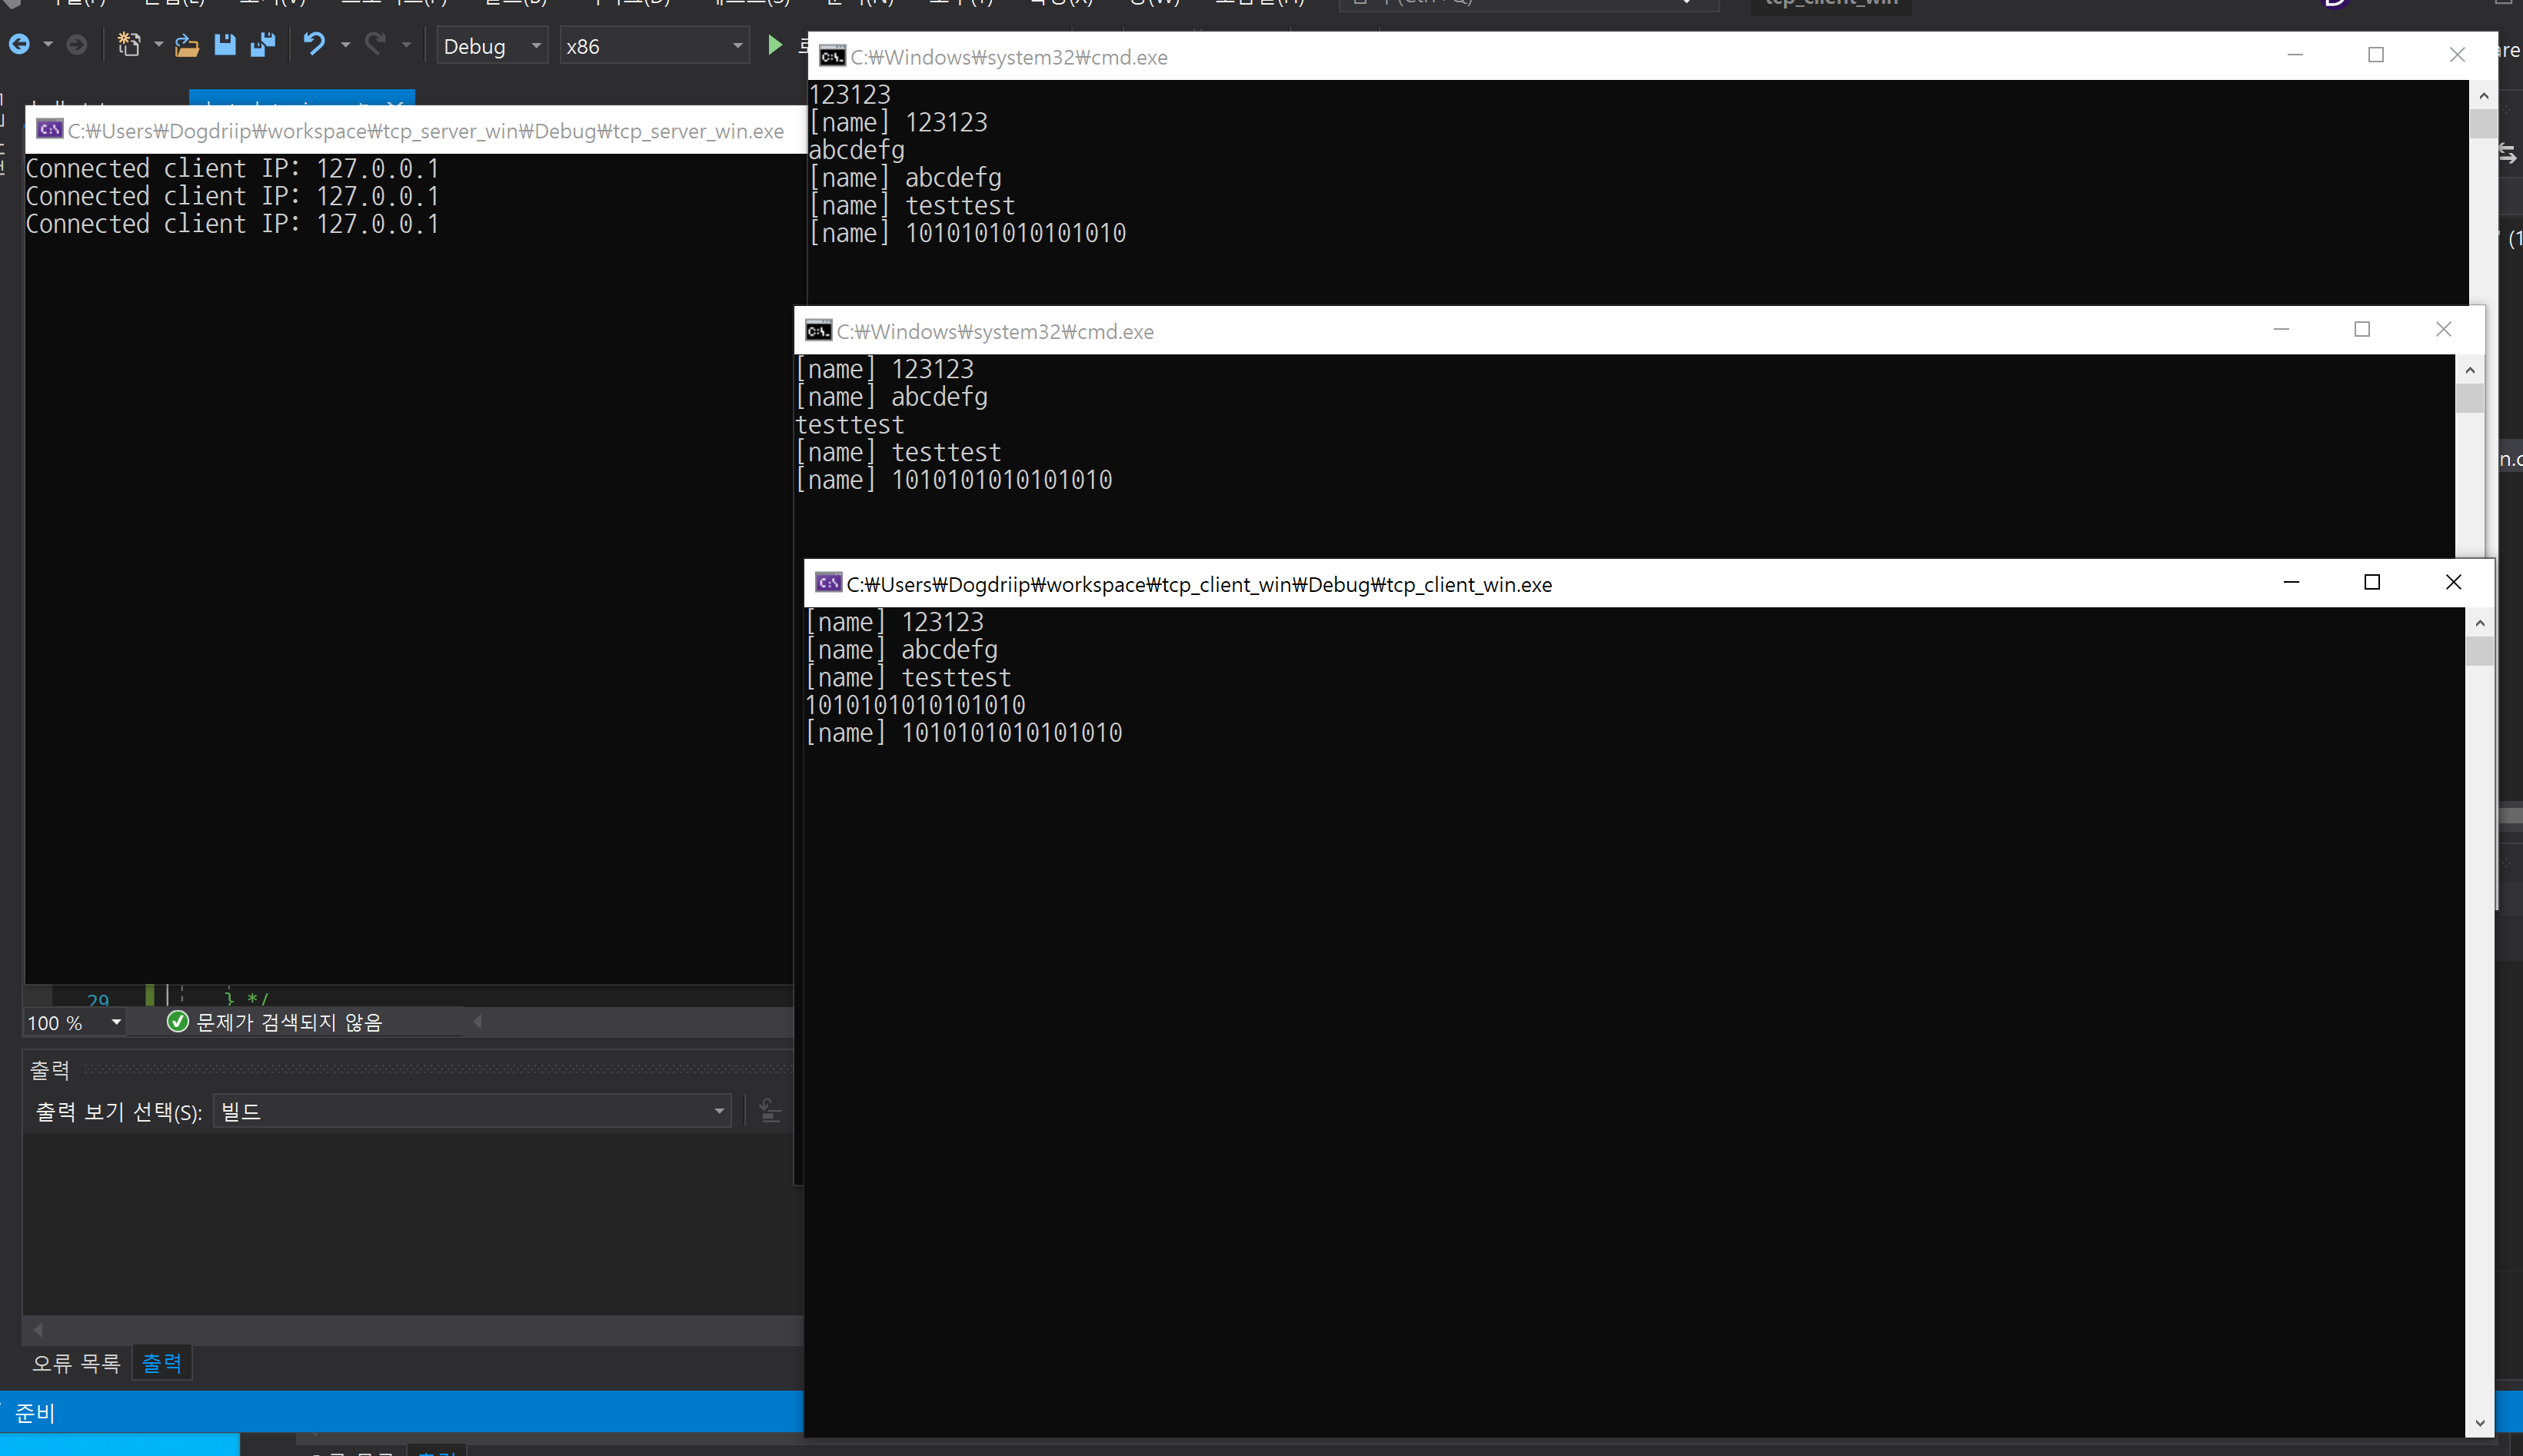 Debug
x86
C:₩Windows₩system32₩cmd.exe
123123
[name] 123123
abcdefg
[name] abcdefg
[name] testtest
[name] 1010101010101010
C:₩Users₩Dogdriip₩workspace₩tcp_server_win₩Debug₩tcp_server_win.exe
Connected client IP: 127.0.0.1
Connected client IP: 127.0.0.1
Connected client IP: 127.0.0.1
C:₩Windows₩system32₩cmd.exe
[name] 123123
[name] abcdefg
testtest
[name] testtest
[name] 1010101010101010
C:₩Users₩Dogdriip₩workspace₩tcp_client_win₩Debug₩tcp_client_win.exe
[name] 123123
[name] abcdefg
[name] testtest
1010101010101010
[name] 1010101010101010
29 } */
100 % 문제가 검색되지 않음
출력
출력 보기 선택(S): 빌드
오류 목록 출력
준비